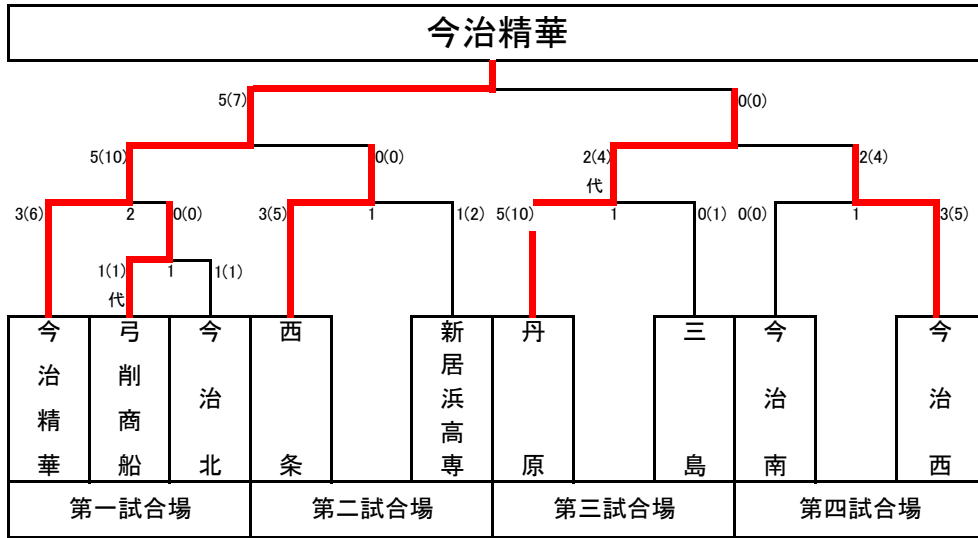 今治精華
5(7)
0(0)
5(10)
0(0)
2(4)
代
2(4)
3(6)
2
0(0)
3(5)
1
1(2)
5(10)
1
0(1)
0(0)
1
3(5)
1(1)
代
1
1(1)
今治精華
弓削商船
今治北
西条
新居浜高専
丹原
三島
今治南
今治西
第一試合場
第二試合場
第三試合場
第四試合場